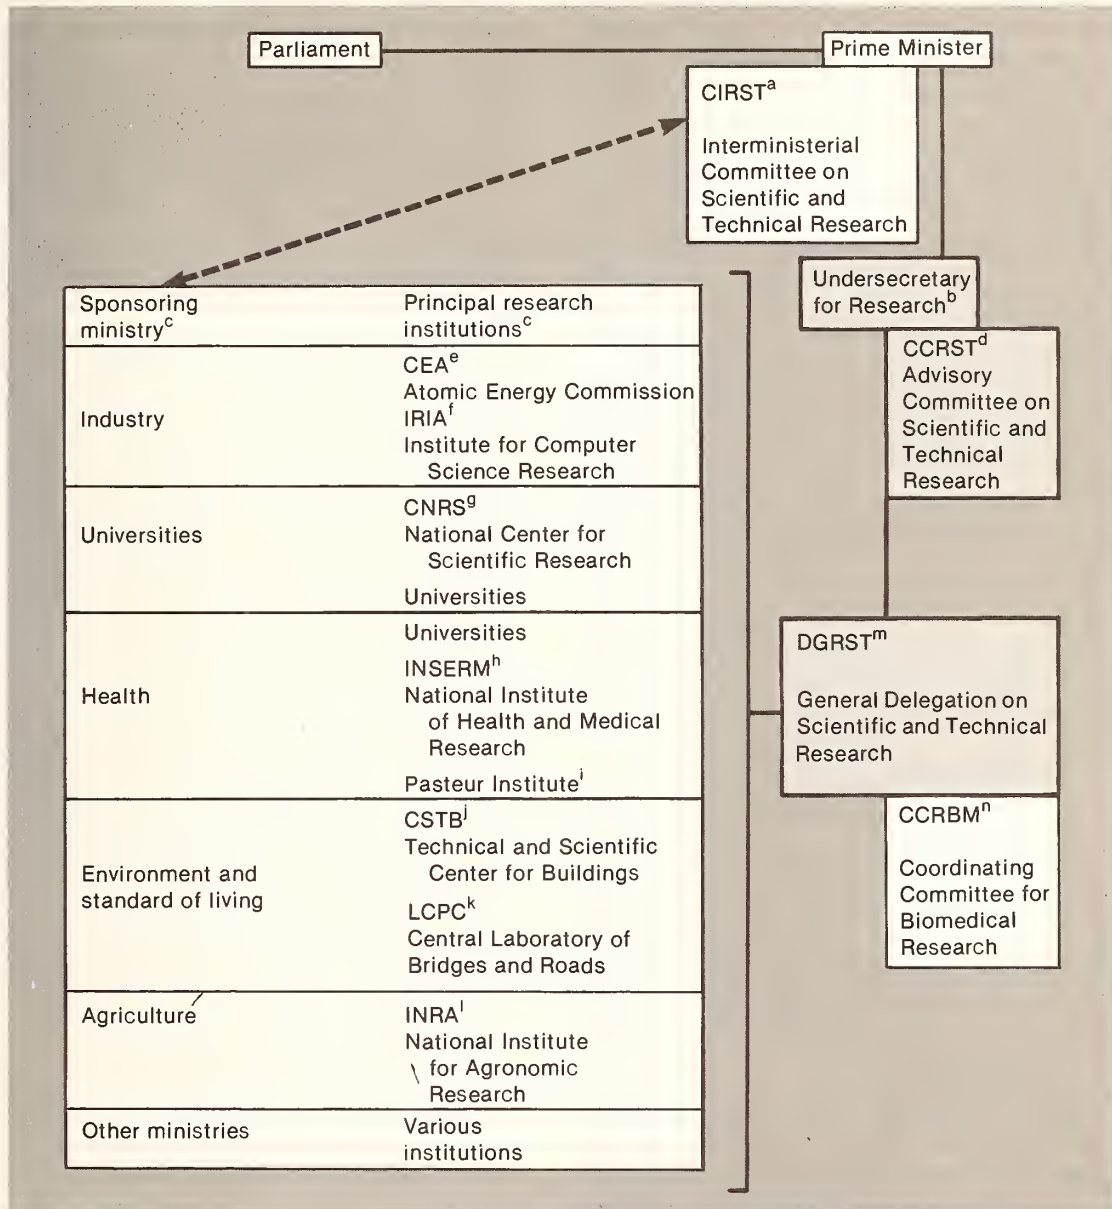 Parliament
Prime Minister
CIRSTᵃ
Interministerial
Committee on
Scientific and
Technical Research
Undersecretary
for Researchᵇ
CCRSTᵈ
Advisory
Committee on
Scientific and
Technical
Research
Sponsoring
ministryᶜ
Principal research
institutionsᶜ
Industry
CEAᵉ
Atomic Energy Commission
IRIAᶠ
Institute for Computer
Science Research
Universities
CNRSᵍ
National Center for
Scientific Research
Universities
Health
Universities
INSERMʰ
National Institute
of Health and Medical
Research
Pasteur Instituteⁱ
Environment and
standard of living
CSTBʲ
Technical and Scientific
Center for Buildings
LCPCᵏ
Central Laboratory of
Bridges and Roads
Agriculture
INRAˡ
National Institute
for Agronomic
Research
Other ministries
Various
institutions
DGRSTᵐ
General Delegation on
Scientific and Technical
Research
CCRBMⁿ
Coordinating
Committee for
Biomedical
Research